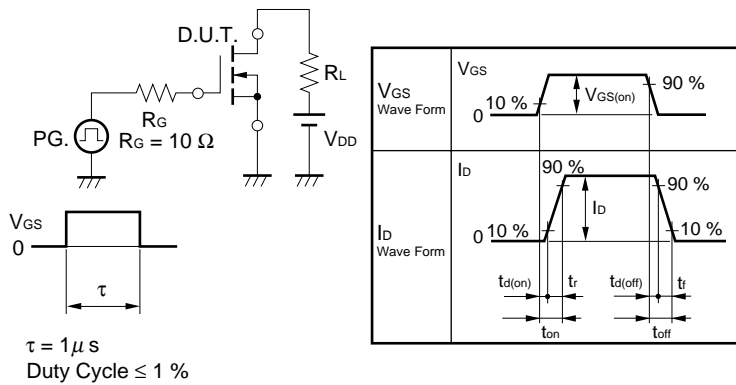 D.U.T.
RL
RG
PG.
RG = 10 Ω
VDD
VGS
0
τ
τ = 1μ s
Duty Cycle ≤ 1 %
VGS
Wave Form
VGS
10 %
0
VGS(on)
90 %
ID
Wave Form
ID
90 %
90 %
0 10 %
ID
10 %
td(on)
tr
td(off)
tf
ton
toff